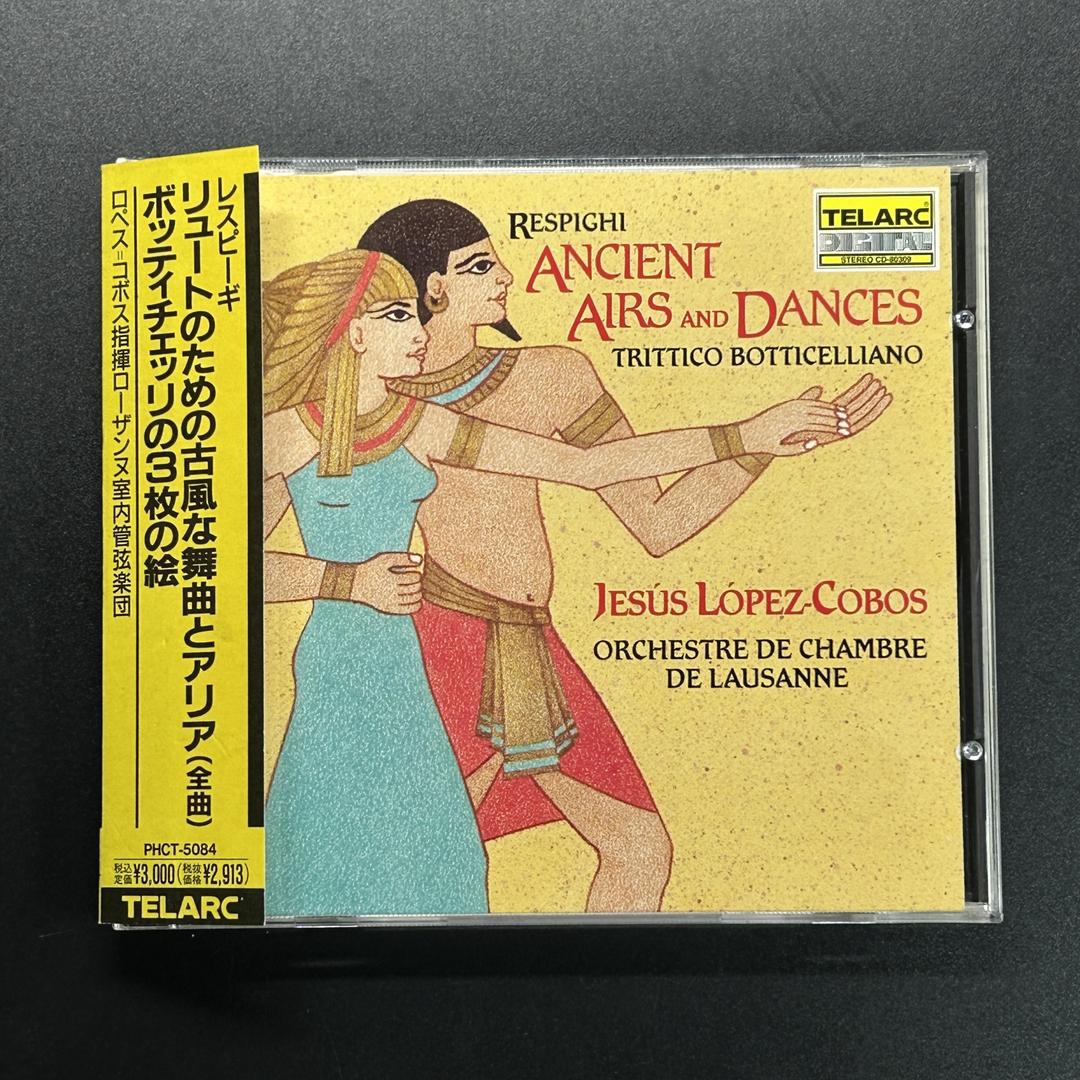 レスピーギ
リュートのための古風な舞曲とアリア(全曲)
ボッティチェッリの3枚の絵
ロペス=コボス指揮ローザンヌ室内管弦楽団
PHCT-5084
税込定価¥3,000(税抜価格¥2,913)
TELARC
RESPIGHI
ANCIENT
AIRS AND DANCES
TRITTICO BOTTICELLIANO
TELARC®
DIGITAL
STEREO CD-80309
JESÚS LÓPEZ-COBOS
ORCHESTRE DE CHAMBRE
DE LAUSANNE